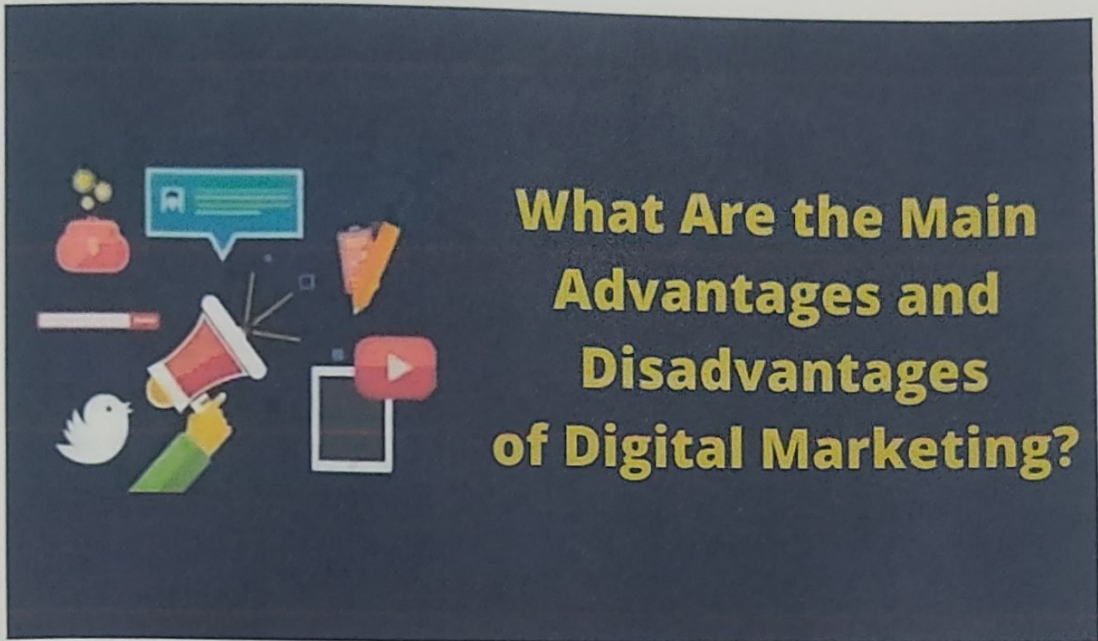 What Are the Main
Advantages and
Disadvantages
of Digital Marketing?